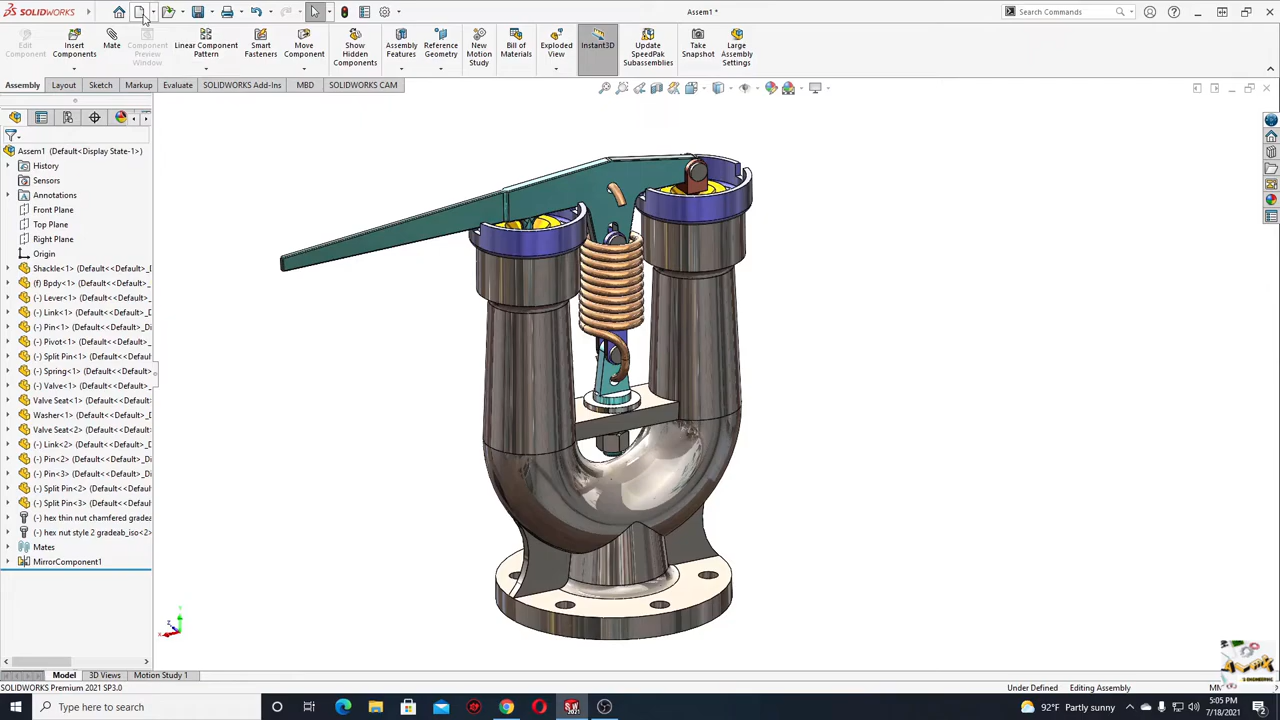 SOLIDWORKS
Assem1 *
Search Commands
Edit Component
Insert Components
Mate
Component Preview Window
Linear Component Pattern
Smart Fasteners
Move Component
Show Hidden Components
Assembly Features
Reference Geometry
New Motion Study
Bill of Materials
Exploded View
Instant3D
Update SpeedPak Subassemblies
Take Snapshot
Large Assembly Settings
Assembly
Layout
Sketch
Markup
Evaluate
SOLIDWORKS Add-Ins
MBD
SOLIDWORKS CAM
Assem1 (Default<Display State-1>)
History
Sensors
Annotations
Front Plane
Top Plane
Right Plane
Origin
Shackle<1> (Default<<Default>_D
(f) Bpdy<1> (Default<<Default>_
(-) Lever<1> (Default<<Default>_
(-) Link<1> (Default<<Default>_D
(-) Pin<1> (Default<<Default>_Di
(-) Pivot<1> (Default<<Default>_
(-) Split Pin<1> (Default<<Defaul
(-) Spring<1> (Default<<Default>
(-) Valve<1> (Default<<Default>_
Valve Seat<1> (Default<<Default
Washer<1> (Default<<Default>_
Valve Seat<2> (Default<<Default
(-) Link<2> (Default<<Default>_D
(-) Pin<2> (Default<<Default>_Di
(-) Pin<3> (Default<<Default>_Di
(-) Split Pin<2> (Default<<Defaul
(-) Split Pin<3> (Default<<Defaul
(-) hex thin nut chamfered gradea
(-) hex nut style 2 gradeab_iso<2>
Mates
MirrorComponent1
Model
3D Views
Motion Study 1
SOLIDWORKS Premium 2021 SP3.0
Under Defined
Editing Assembly
Type here to search
92°F Partly sunny
5:05 PM
7/18/2021